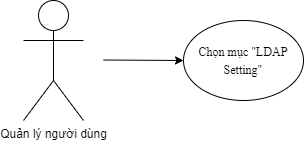 Chọn mục "LDAP
Setting"
Quản lý người dùng